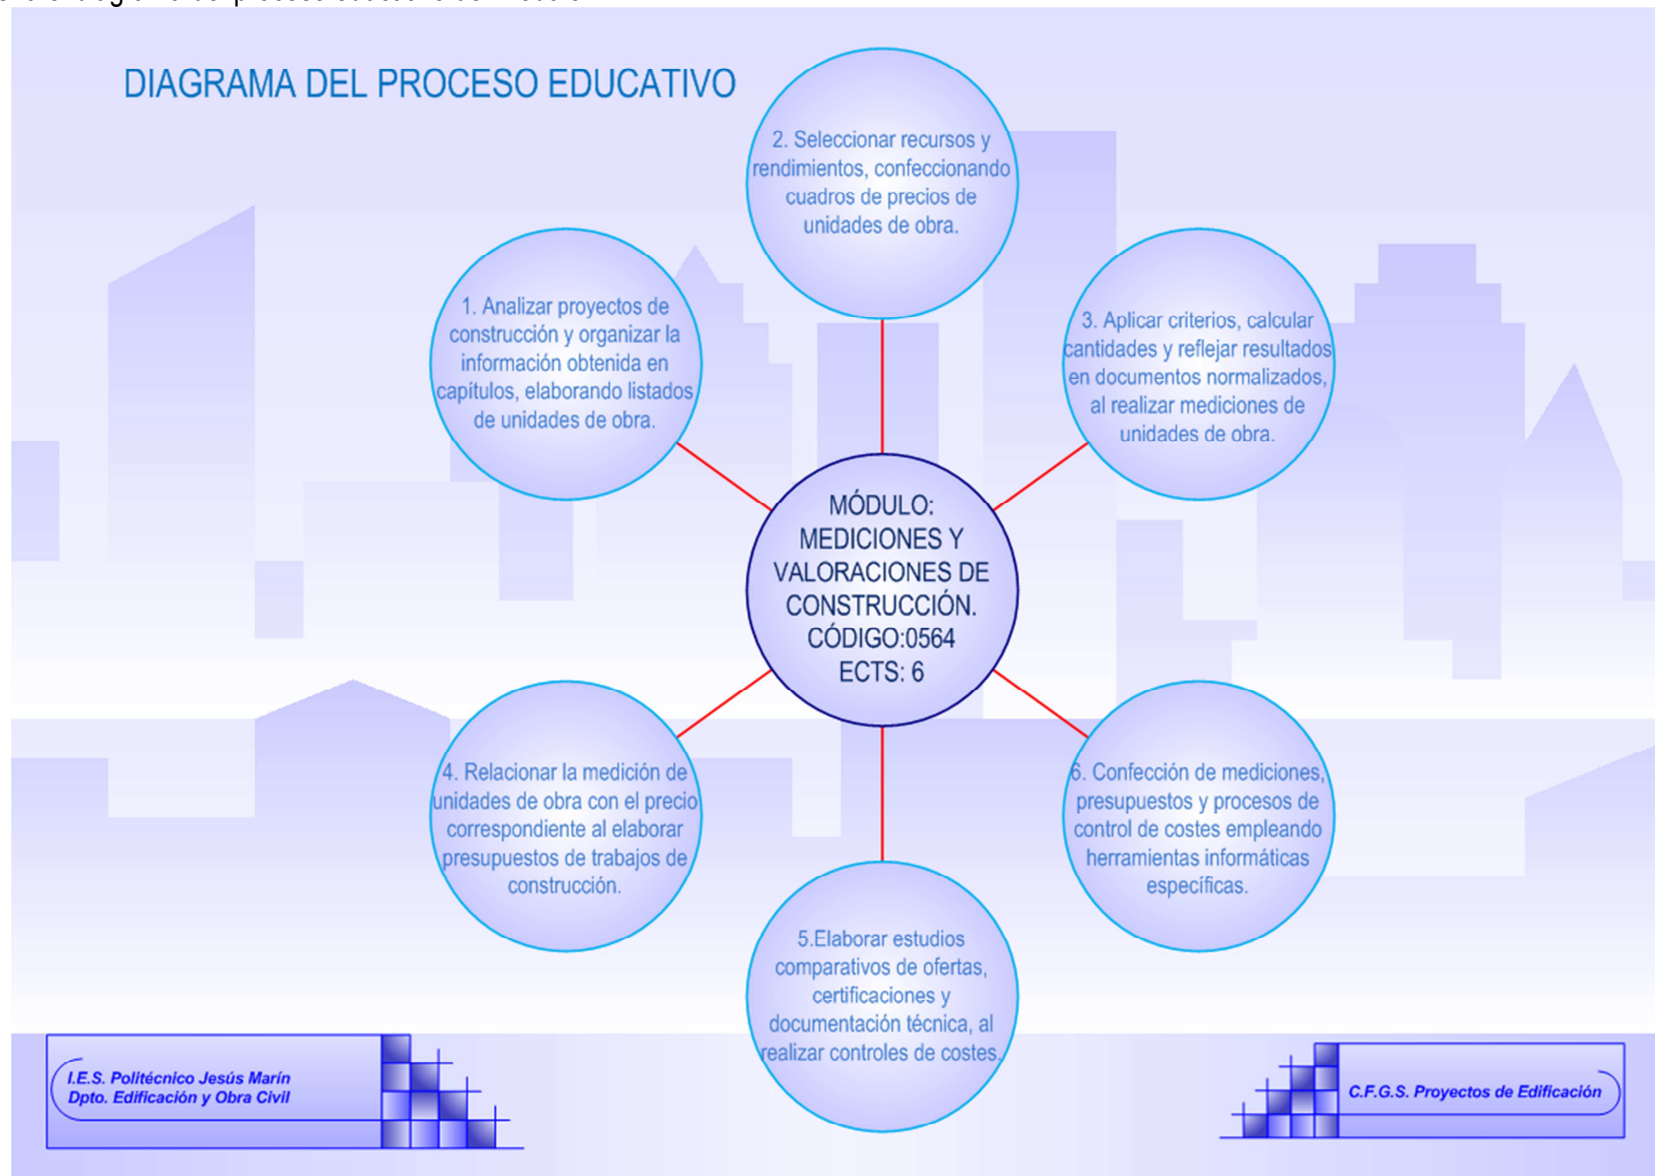 DIAGRAMA DEL PROCESO EDUCATIVO
2. Seleccionar recursos y
rendimientos, confeccionando
cuadros de precios de
unidades de obra.
1. Analizar proyectos de
construcción y organizar la
información obtenida en
capítulos, elaborando listados
de unidades de obra.
3. Aplicar criterios, calcular
cantidades y reflejar resultados
en documentos normalizados,
al realizar mediciones de
unidades de obra.
MÓDULO:
MEDICIONES Y
VALORACIONES DE
CONSTRUCCIÓN.
CÓDIGO:0564
ECTS: 6
4. Relacionar la medición de
unidades de obra con el precio
correspondiente al elaborar
presupuestos de trabajos de
construcción.
6. Confección de mediciones,
presupuestos y procesos de
control de costes empleando
herramientas informáticas
específicas.
5.Elaborar estudios
comparativos de ofertas,
certificaciones y
documentación técnica, al
realizar controles de costes.
I.E.S. Politécnico Jesús Marín
Dpto. Edificación y Obra Civil
C.F.G.S. Proyectos de Edificación